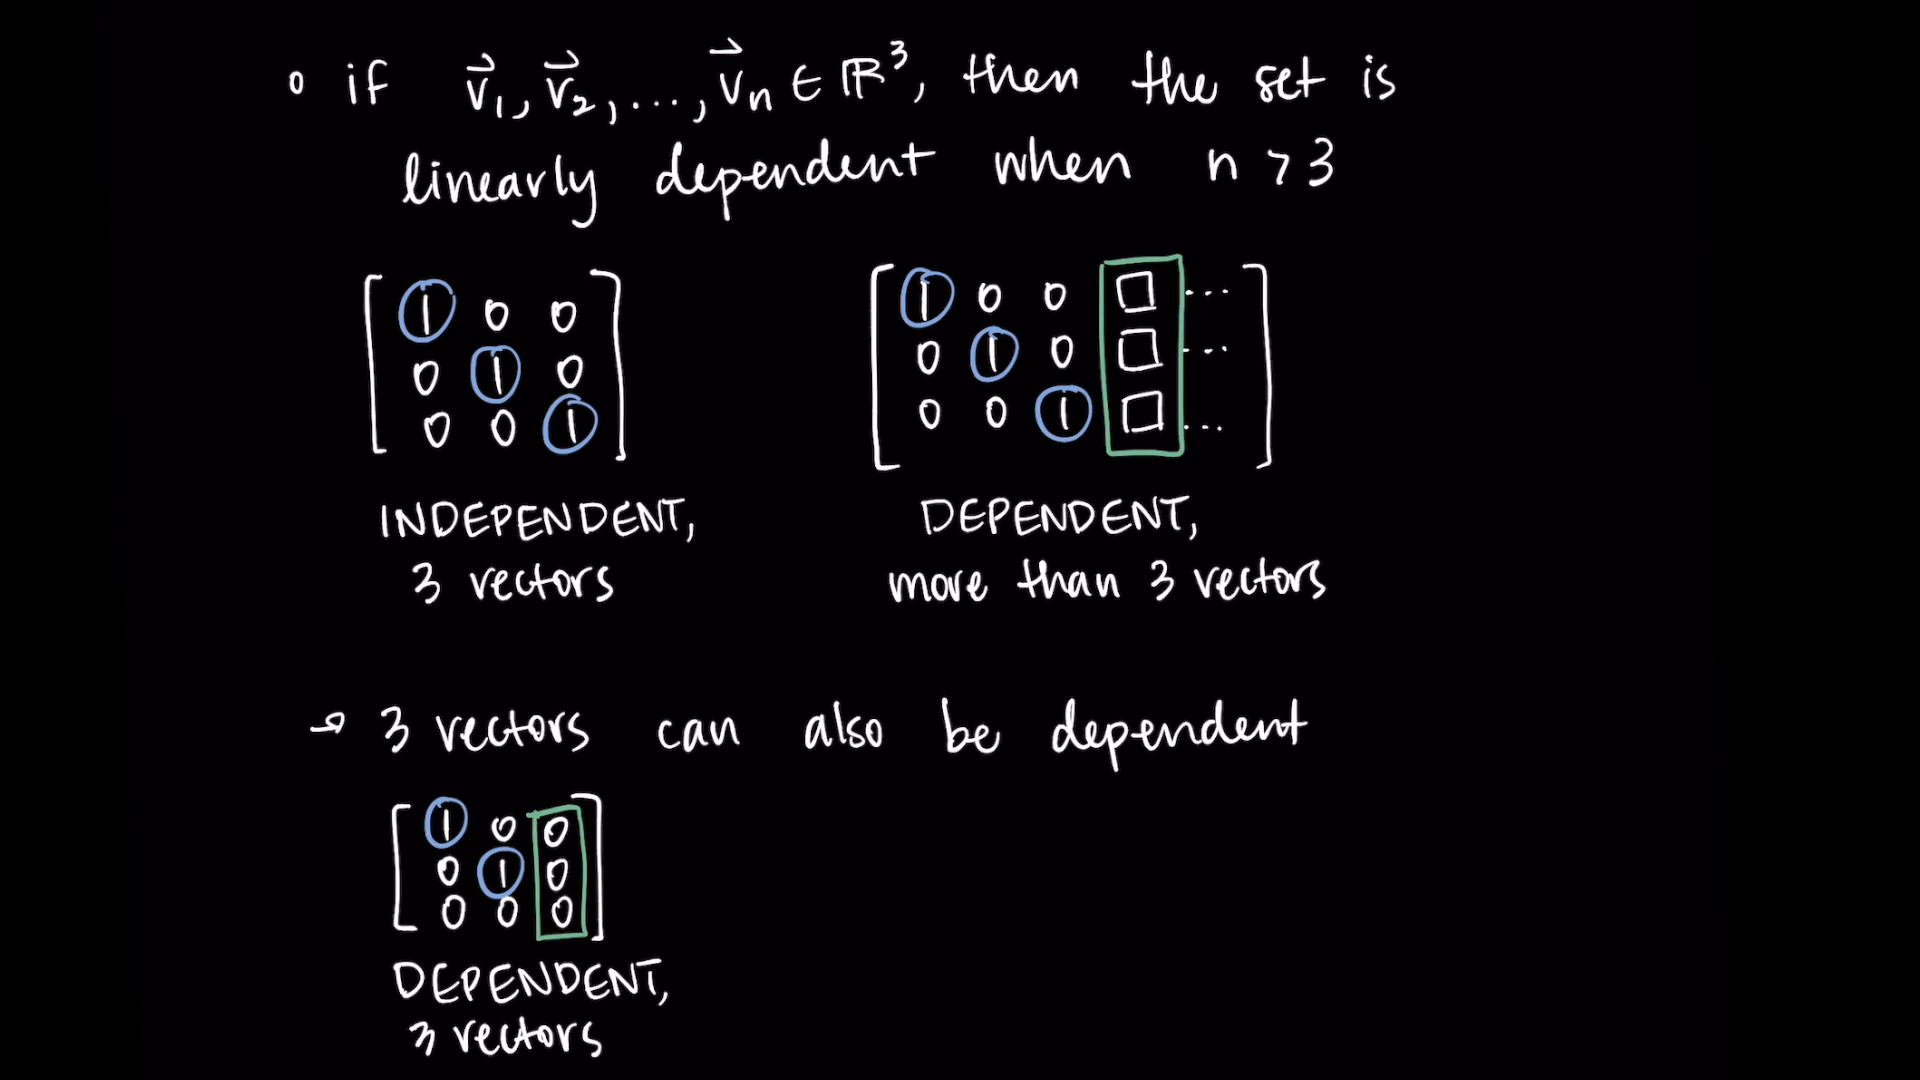 ◦ if v⃗₁, v⃗₂, ..., v⃗ₙ ∈ ℝ³, then the set is
linearly dependent when n > 3
[ 1 0 0
0 1 0
0 0 1 ]
INDEPENDENT,
3 vectors
[ 1 0 0 □ ...
0 1 0 □ ...
0 0 1 □ ... ]
DEPENDENT,
more than 3 vectors
→ 3 vectors can also be dependent
[ 1 0 0
0 1 0
0 0 0 ]
DEPENDENT,
3 vectors